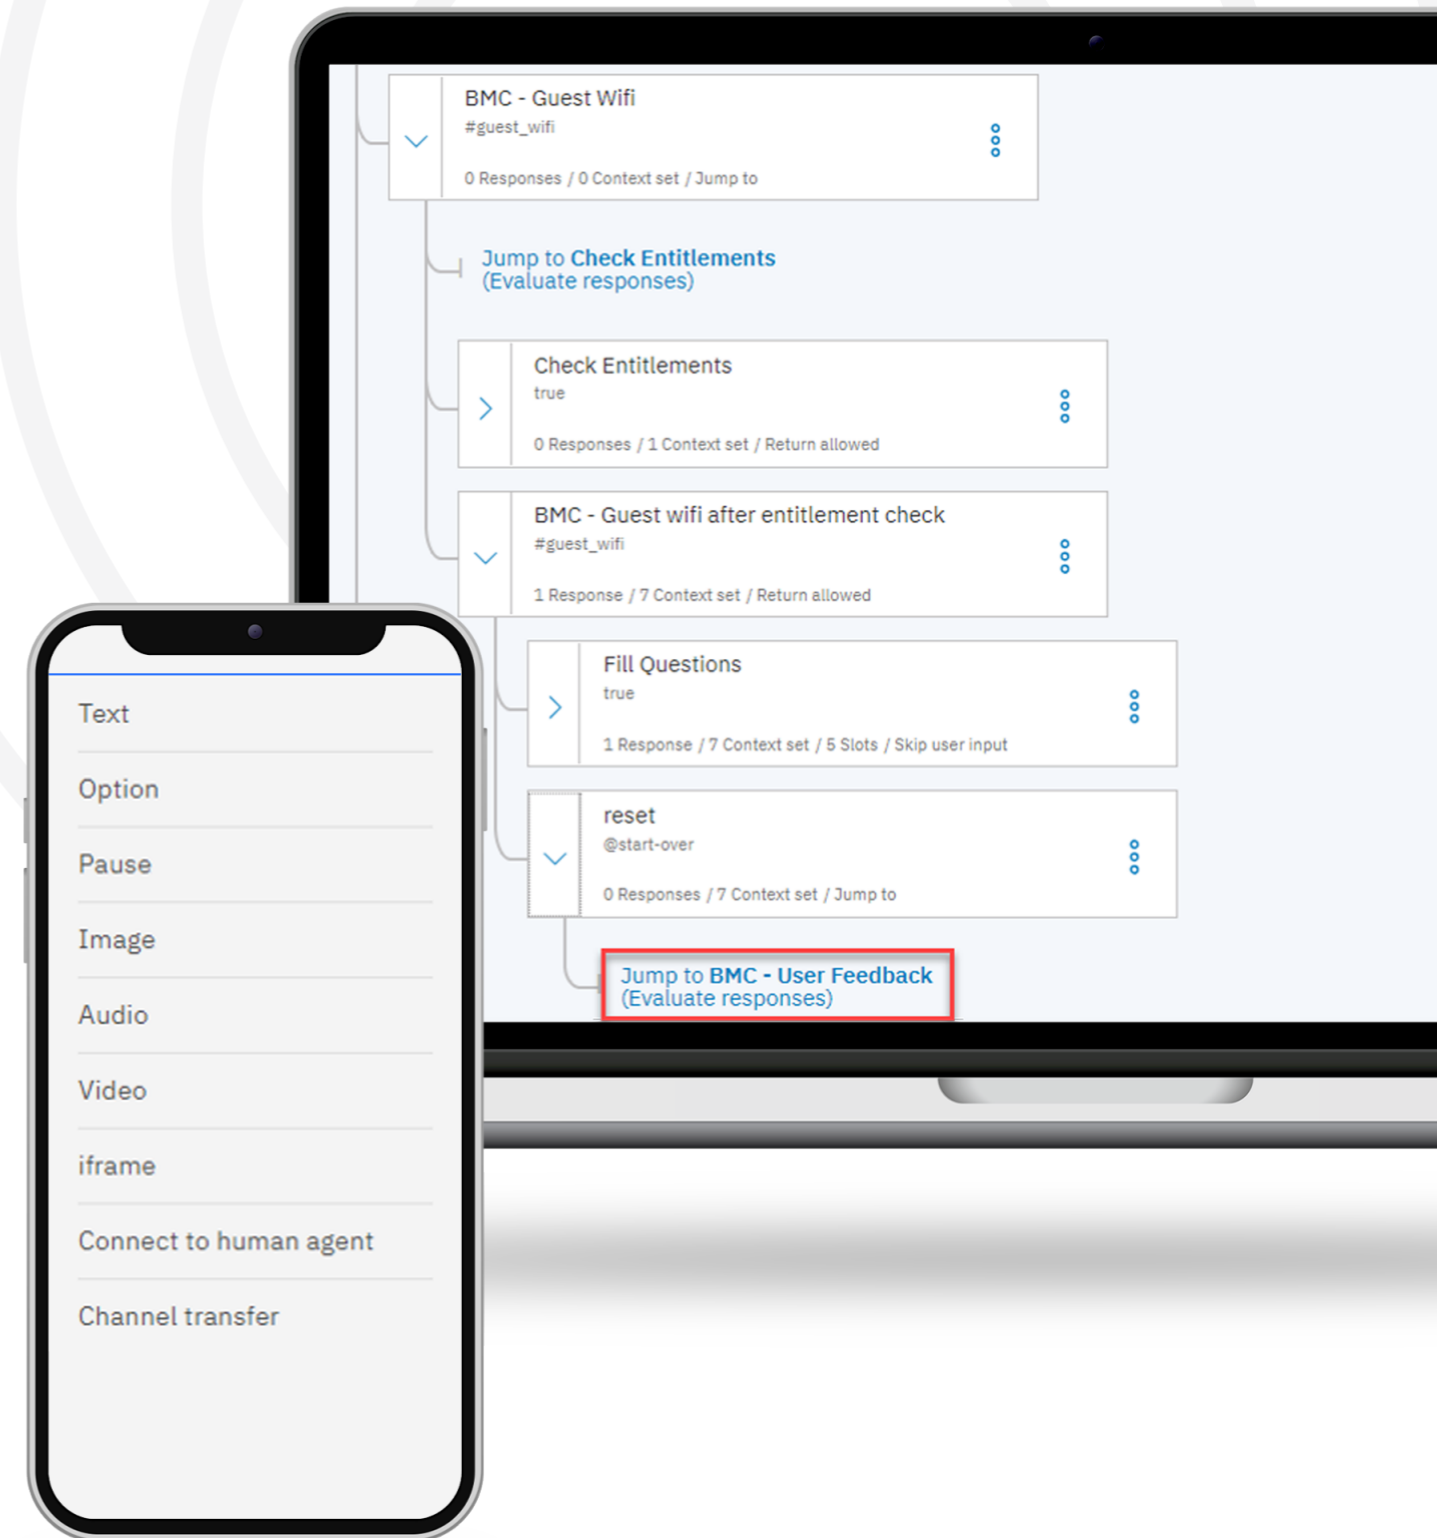 BMC - Guest Wifi
#guest_wifi
0 Responses / 0 Context set / Jump to
Jump to Check Entitlements
(Evaluate responses)
Check Entitlements
true
0 Responses / 1 Context set / Return allowed
BMC - Guest wifi after entitlement check
#guest_wifi
1 Response / 7 Context set / Return allowed
Fill Questions
true
1 Response / 7 Context set / 5 Slots / Skip user input
reset
@start-over
0 Responses / 7 Context set / Jump to
Jump to BMC - User Feedback
(Evaluate responses)
Text
Option
Pause
Image
Audio
Video
iframe
Connect to human agent
Channel transfer